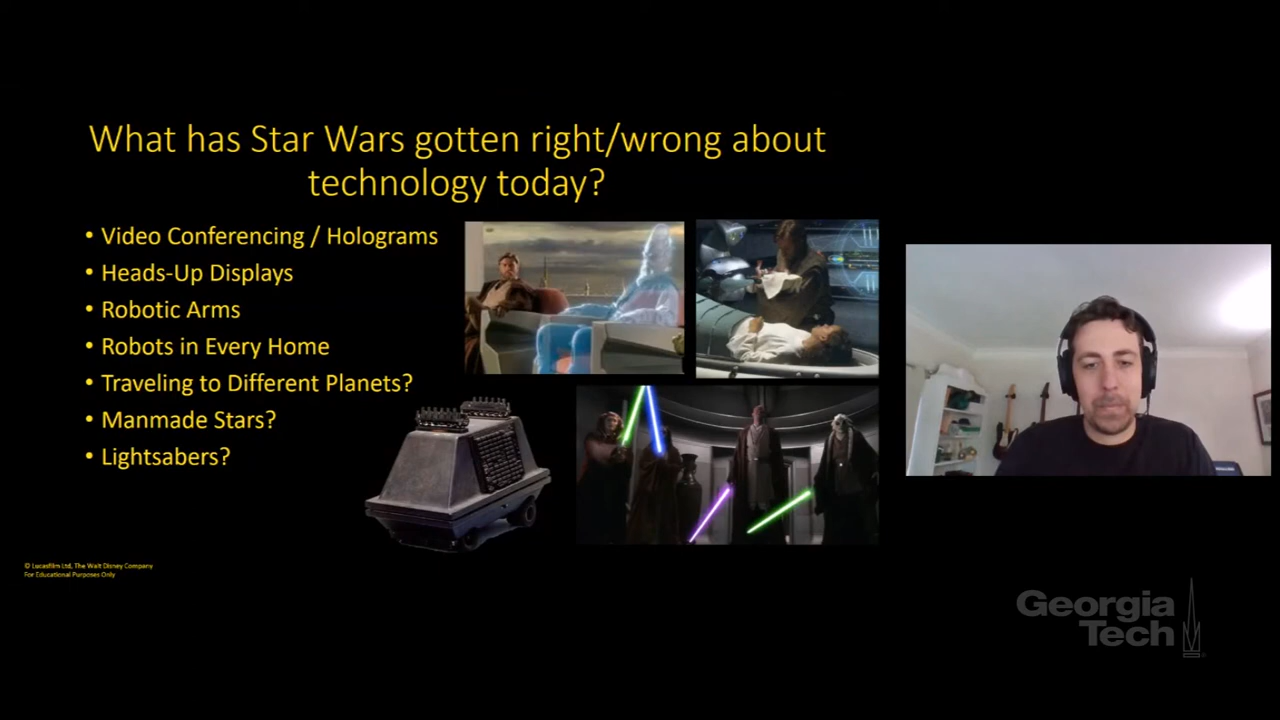 What has Star Wars gotten right/wrong about
technology today?
• Video Conferencing / Holograms
• Heads-Up Displays
• Robotic Arms
• Robots in Every Home
• Traveling to Different Planets?
• Manmade Stars?
• Lightsabers?
© Lucasfilm Ltd, The Walt Disney Company
For Educational Purposes Only
Georgia
Tech